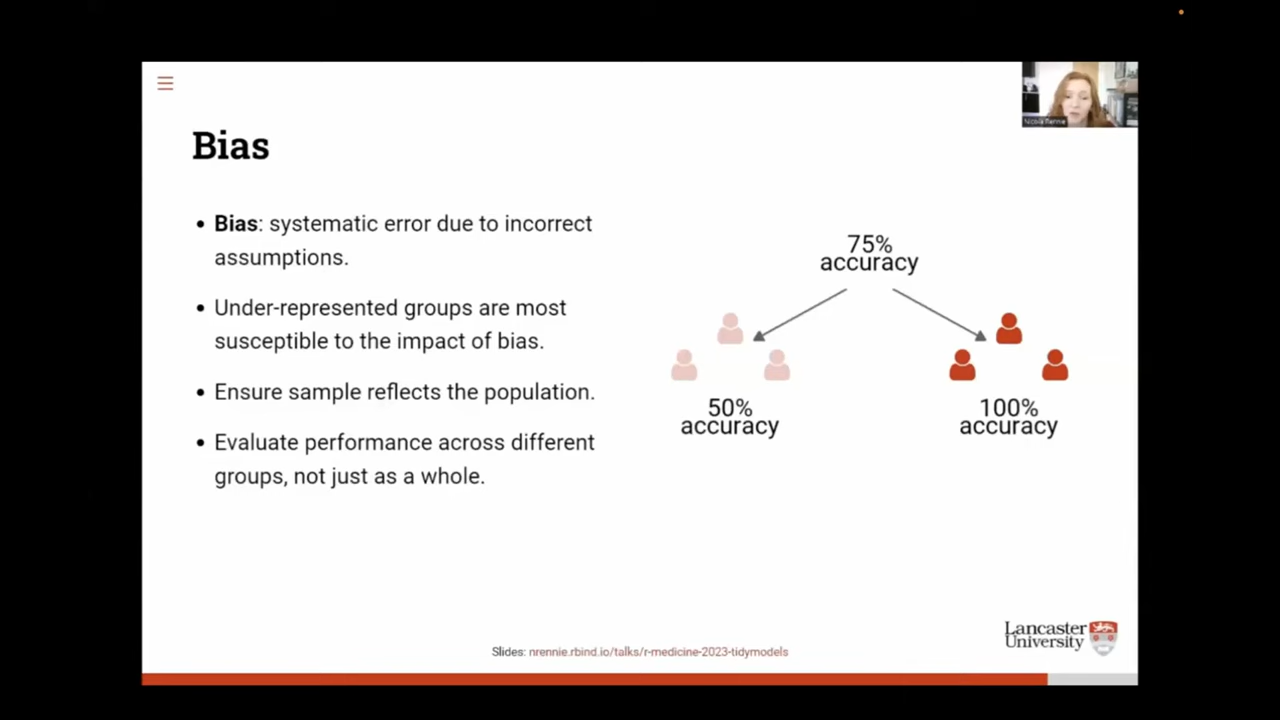 Nicola Rennie
Bias
• Bias: systematic error due to incorrect
assumptions.
• Under-represented groups are most
susceptible to the impact of bias.
• Ensure sample reflects the population.
• Evaluate performance across different
groups, not just as a whole.
75%
accuracy
50%
accuracy
100%
accuracy
Lancaster
University
Slides: nrennie.rbind.io/talks/r-medicine-2023-tidymodels